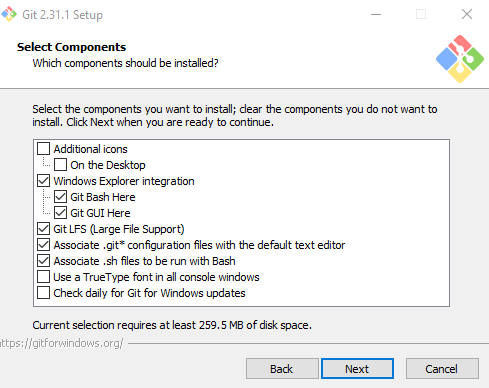 Git 2.31.1 Setup
Select Components
Which components should be installed?
Select the components you want to install; clear the components you do not want to
install. Click Next when you are ready to continue.
Additional icons
On the Desktop
Windows Explorer integration
Git Bash Here
Git GUI Here
Git LFS (Large File Support)
Associate .git* configuration files with the default text editor
Associate .sh files to be run with Bash
Use a TrueType font in all console windows
Check daily for Git for Windows updates
Current selection requires at least 259.5 MB of disk space.
ttps://gitforwindows.org/
Back
Next
Cancel